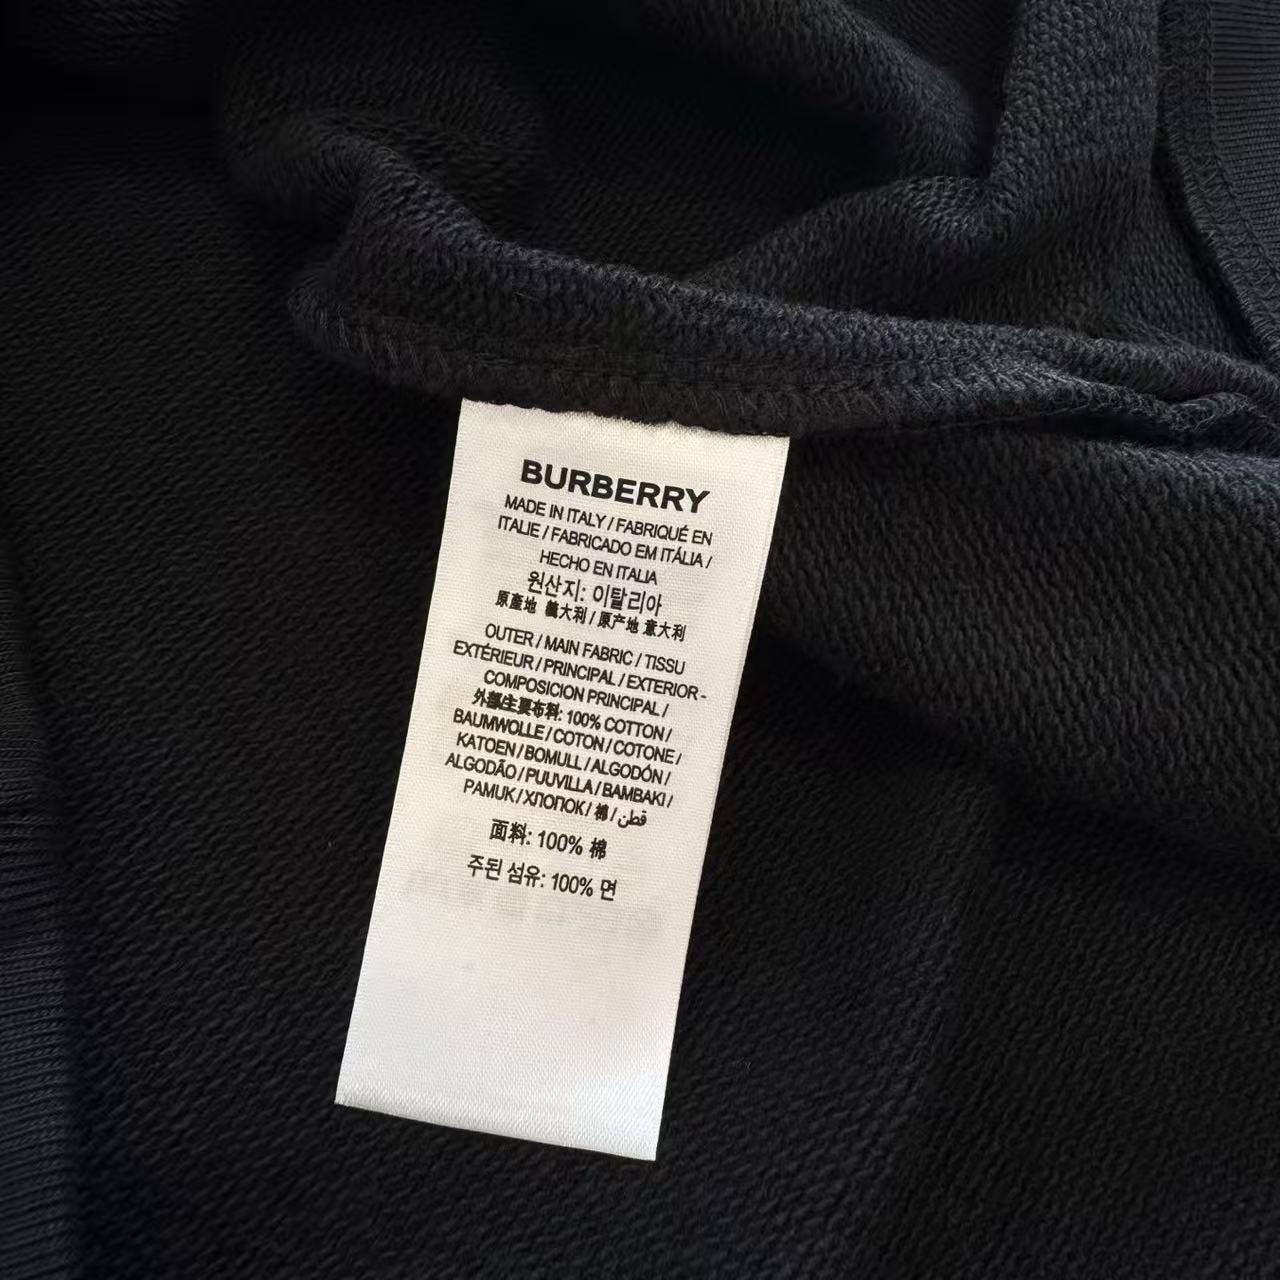 BURBERRY
MADE IN ITALY / FABRIQUÉ EN
ITALIE / FABRICADO EM ITÁLIA /
HECHO EN ITALIA
원산지: 이탈리아
原產地 義大利 / 原产地 意大利
OUTER / MAIN FABRIC / TISSU
EXTÉRIEUR / PRINCIPAL / EXTERIOR -
COMPOSICION PRINCIPAL /
外部/主要布料: 100% COTTON /
BAUMWOLLE / COTON / COTONE /
KATOEN / BOMULL / ALGODÓN /
ALGODÃO / PUUVILLA / BAMBAKI /
PAMUK / ХЛОПОК / 棉 / قطن
面料: 100% 棉
주된 섬유: 100% 면